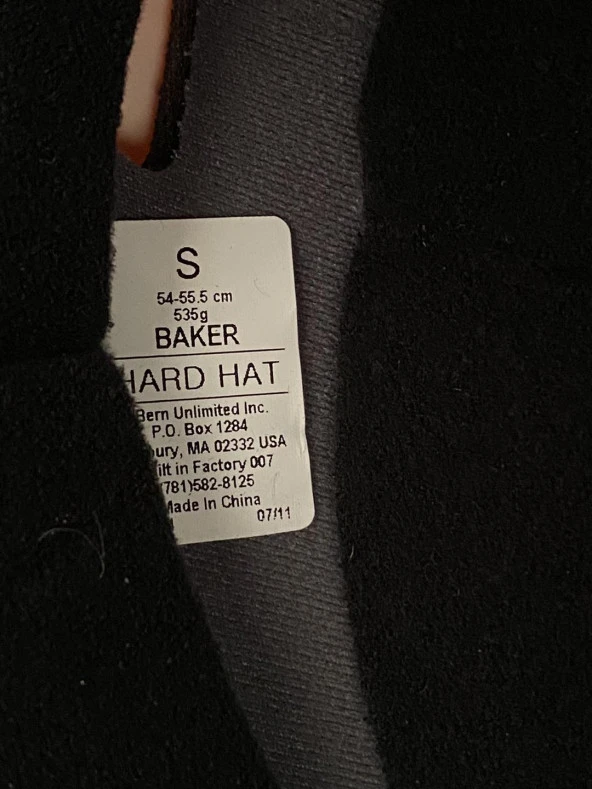 S
54-55.5 cm
535g
BAKER
HARD HAT
Bern Unlimited Inc.
P.O. Box 1284
bury, MA 02332 USA
ilt in Factory 007
781)582-8125
Made In China
07/11